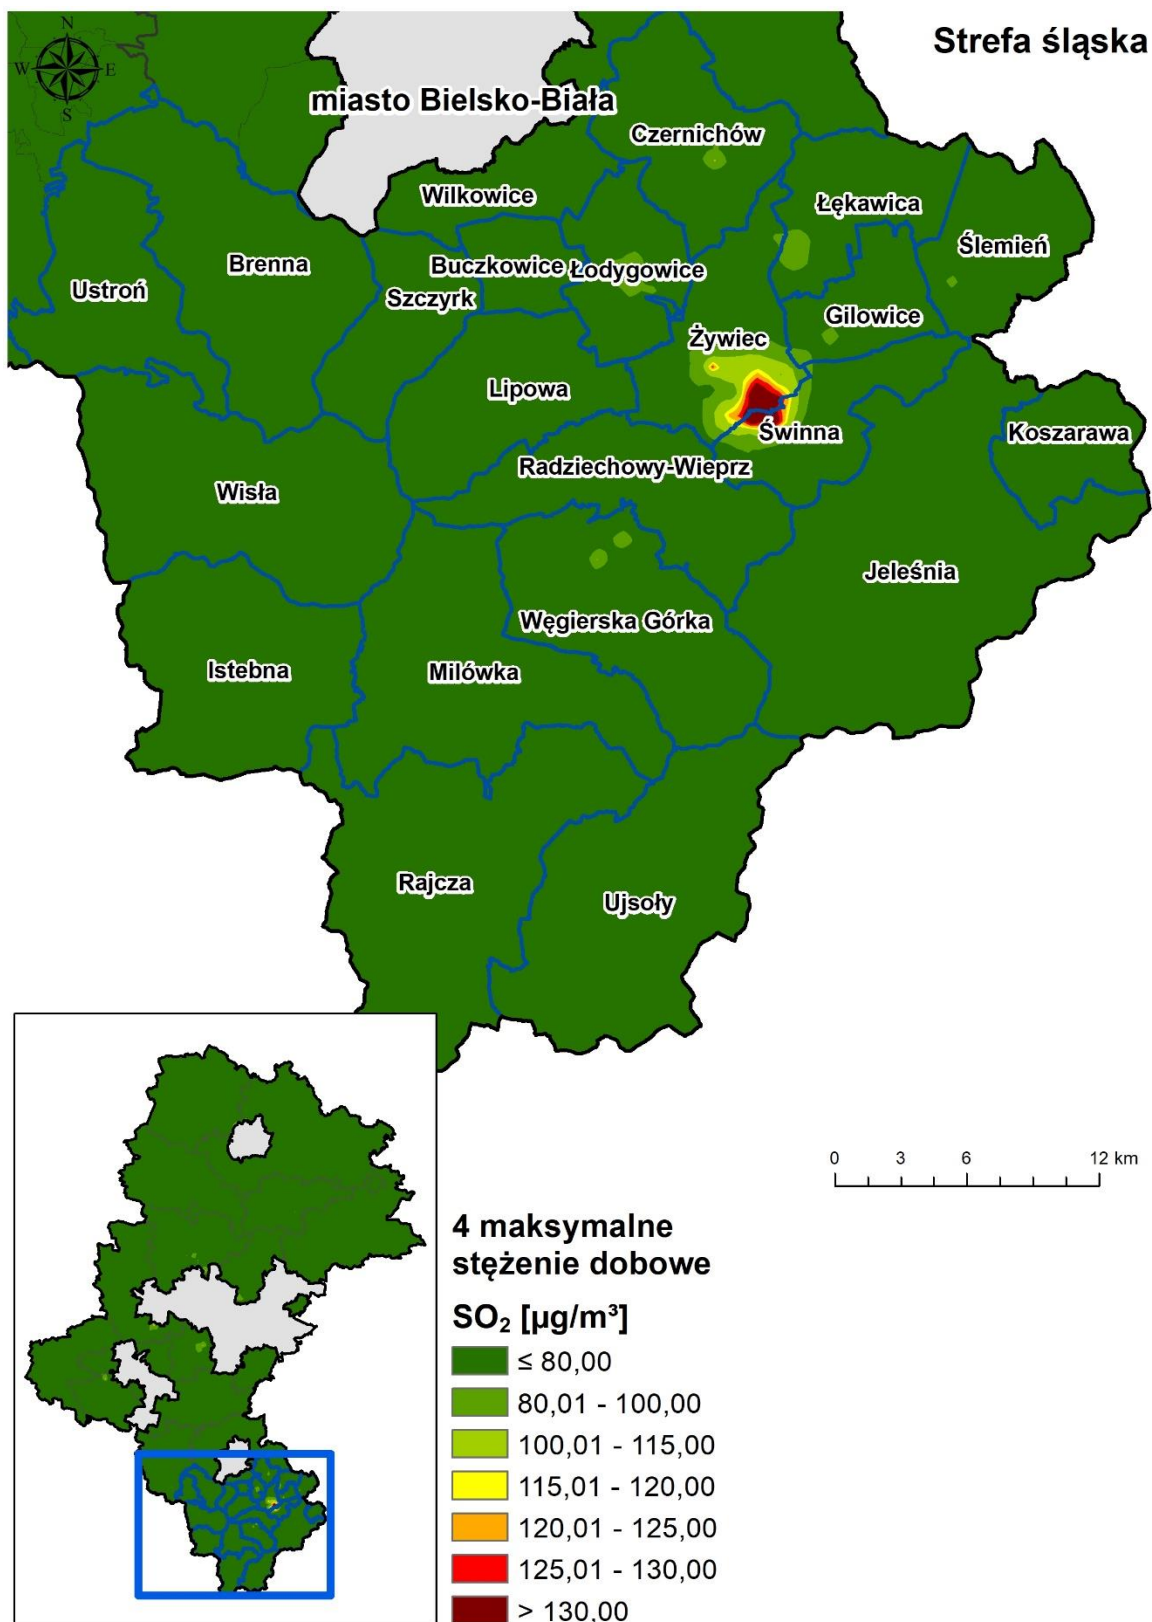 Strefa śląska
N
W E
S
miasto Bielsko-Biała
Czernichów
Wilkowice
Łękawica
Ślemień
Brenna
Buczkowice
Łodygowice
Ustroń
Szczyrk
Gilowice
Żywiec
Lipowa
Świnna
Koszarawa
Radziechowy-Wieprz
Wisła
Jeleśnia
Węgierska Górka
Istebna
Milówka
Rajcza
Ujsoły
0 3 6 12 km
4 maksymalne
stężenie dobowe
SO₂ [µg/m³]
≤ 80,00
80,01 - 100,00
100,01 - 115,00
115,01 - 120,00
120,01 - 125,00
125,01 - 130,00
> 130,00